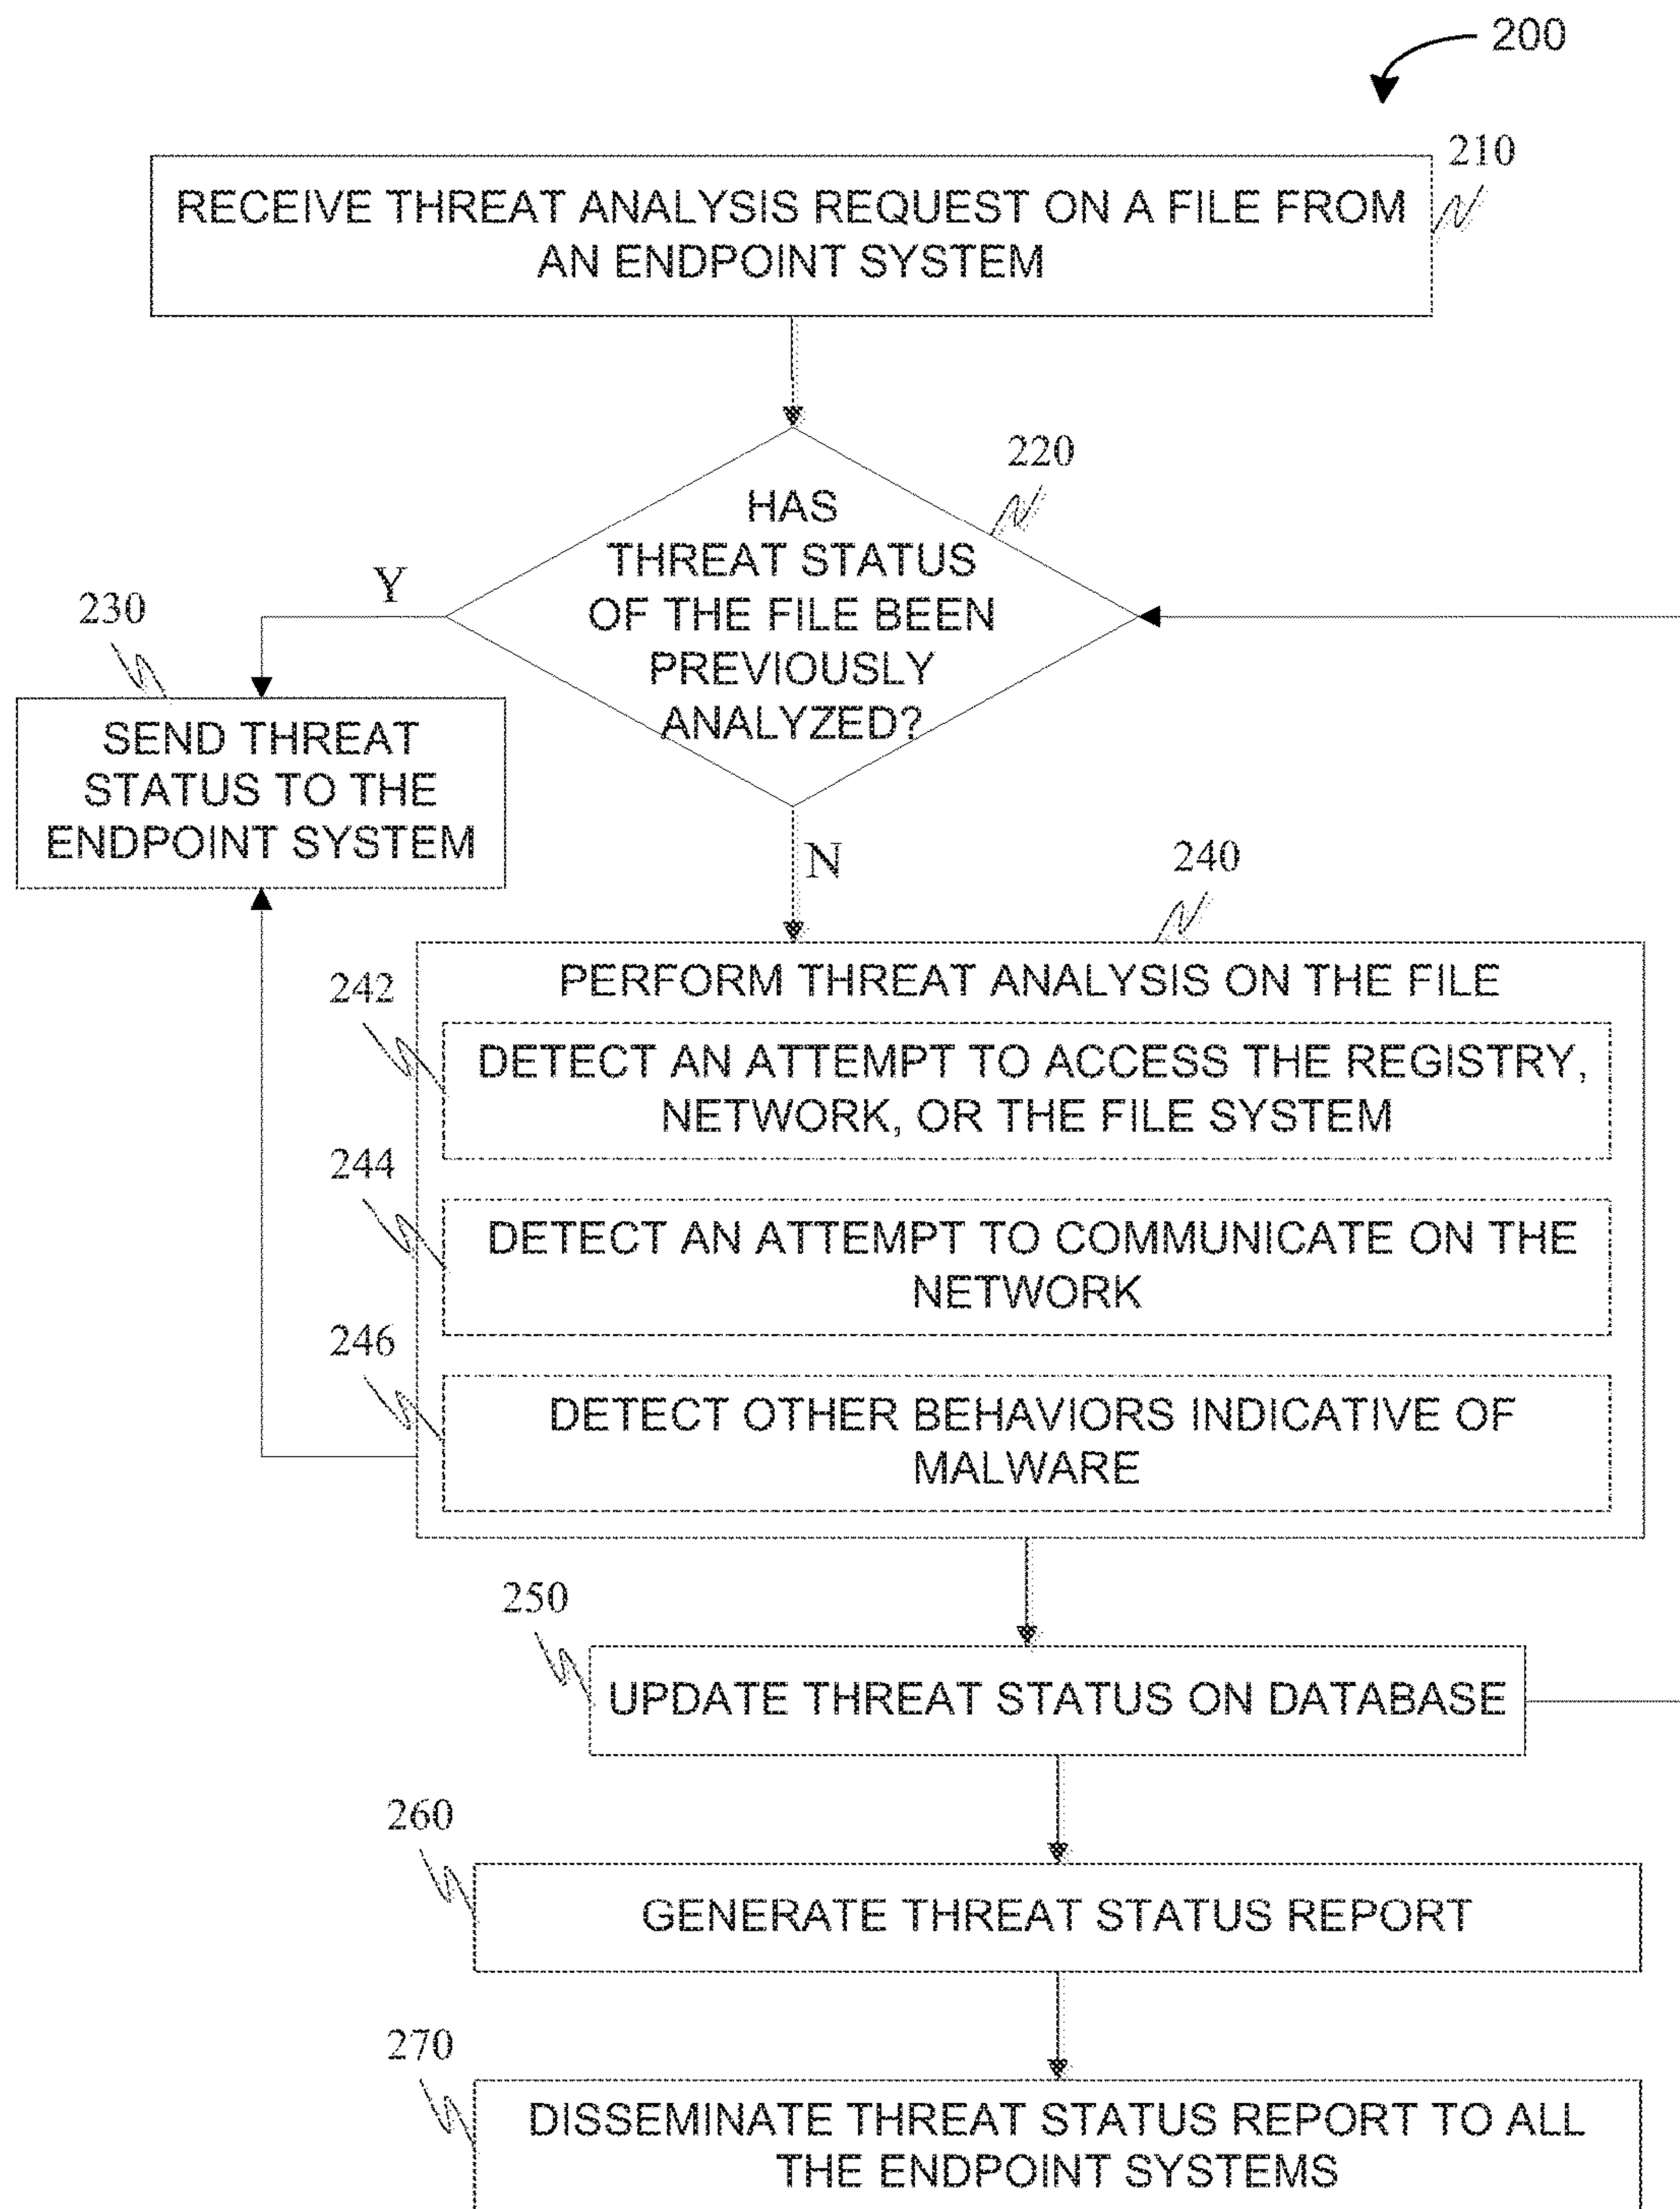 200
210
RECEIVE THREAT ANALYSIS REQUEST ON A FILE FROM
AN ENDPOINT SYSTEM
220
HAS
THREAT STATUS
OF THE FILE BEEN
PREVIOUSLY
ANALYZED?
Y
230
SEND THREAT
STATUS TO THE
ENDPOINT SYSTEM
N
240
PERFORM THREAT ANALYSIS ON THE FILE
242
DETECT AN ATTEMPT TO ACCESS THE REGISTRY,
NETWORK, OR THE FILE SYSTEM
244
DETECT AN ATTEMPT TO COMMUNICATE ON THE
NETWORK
246
DETECT OTHER BEHAVIORS INDICATIVE OF
MALWARE
250
UPDATE THREAT STATUS ON DATABASE
260
GENERATE THREAT STATUS REPORT
270
DISSEMINATE THREAT STATUS REPORT TO ALL
THE ENDPOINT SYSTEMS